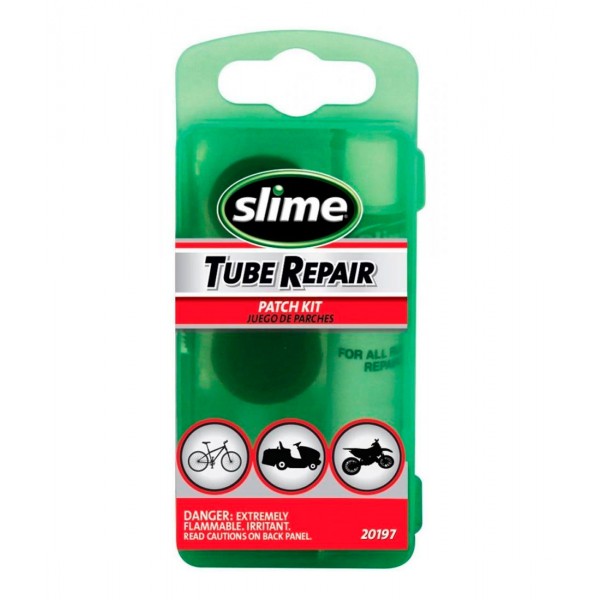 slime
TUBE REPAIR
PATCH KIT
JUEGO DE PARCHES
FOR ALL
DANGER: EXTREMELY
FLAMMABLE. IRRITANT.
READ CAUTIONS ON BACK PANEL.
20197